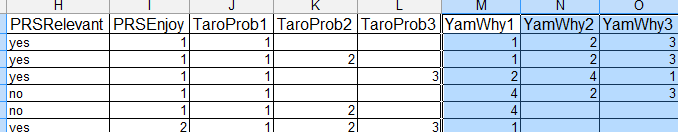 H I J K L M N O
PRSRelevant PRSEnjoy TaroProb1 TaroProb2 TaroProb3 YamWhy1 YamWhy2 YamWhy3
yes 1 1 1 2 3
yes 1 1 2 1 2 3
yes 1 1 3 2 4 1
no 1 1 4 2 3
no 1 1 2 4
yes 2 1 2 3 1